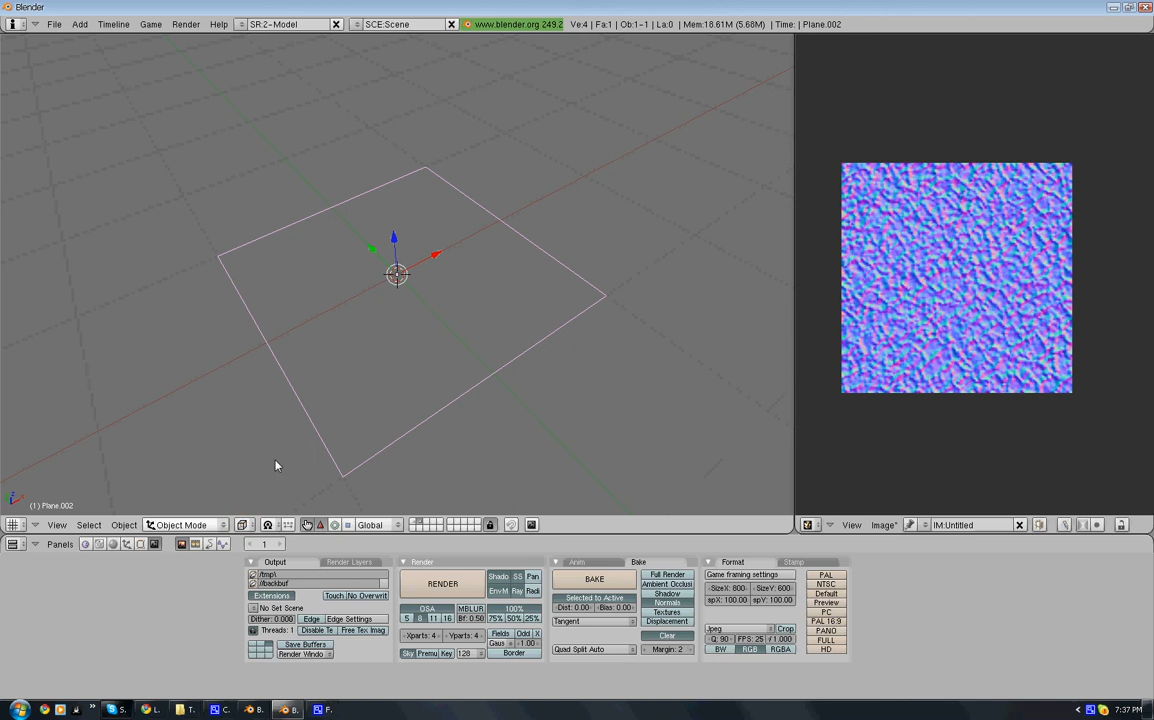 Blender
File Add Timeline Game Render Help SR:2-Model SCE:Scene www.blender.org 249.2 Ve:4 | Fa:1 | Ob:1-1 | La:0 | Mem:18.61M (5.68M) | Time: | Plane.002
(1) Plane.002
View Select Object Object Mode Global
View Image* IM:Untitled
Panels 1
Output Render Layers
/tmp\
//backbuf
Extensions Touch No Overwrit
No Set Scene
Dither: 0.000 Edge Edge Settings
Threads: 1 Disable Te Free Tex Imag
Save Buffers
Render Windo
Render
RENDER
Shado SS Pan
EnvM Ray Radi
OSA MBLUR 100%
5 8 11 16 Bf: 0.50 75% 50% 25%
Xparts: 4 Yparts: 4 Fields Odd X
Gaus 1.00
Sky Premu Key 128 Border
Anim Bake
BAKE
Selected to Active
Dist: 0.00 Bias: 0.00
Tangent
Quad Split Auto
Full Render
Ambient Occlusi
Shadow
Normals
Textures
Displacement
Clear
Margin: 2
Format Stamp
Game framing settings
SizeX: 800 SizeY: 600
AspX: 100.00 AspY: 100.00
Jpeg Crop
Q: 90 FPS: 25 / 1.000
BW RGB RGBA
PAL
NTSC
Default
Preview
PC
PAL 16:9
PANO
FULL
HD
S. L. T. C. B. B. F. 7:37 PM